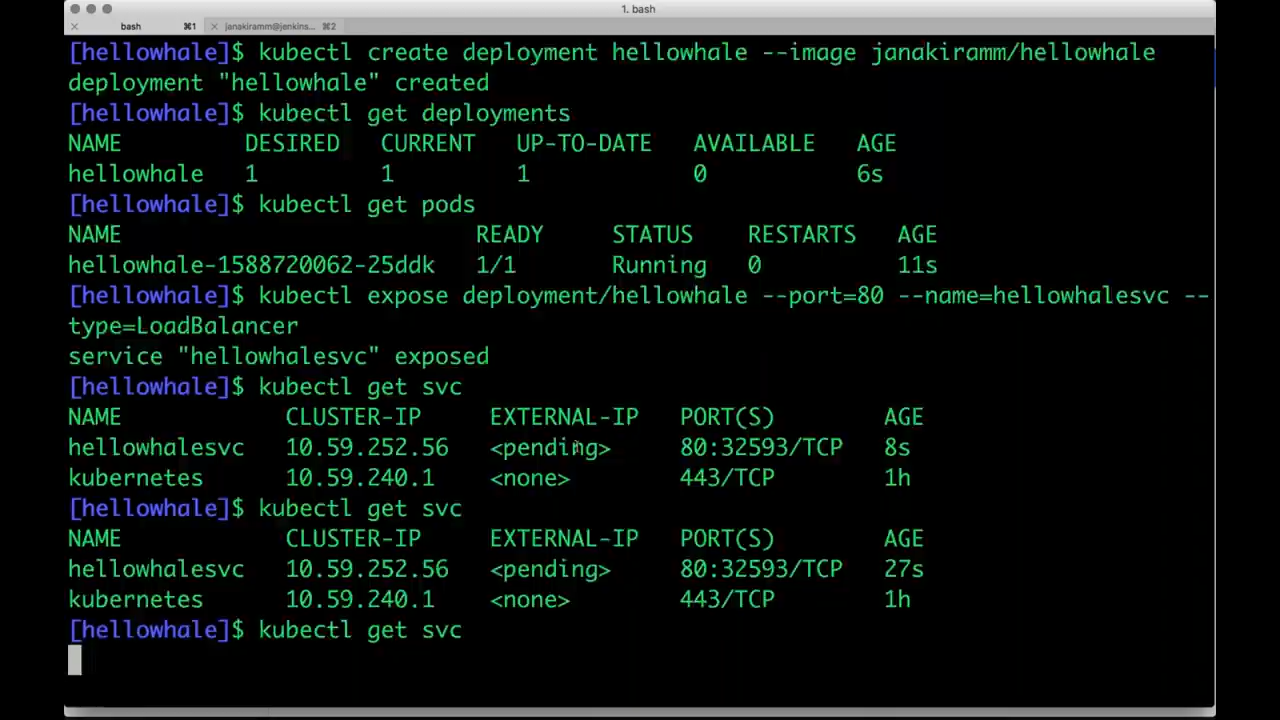 1. bash
bash ⌘1 janakiramm@jenkins... ⌘2
[hellowhale]$ kubectl create deployment hellowhale --image janakiramm/hellowhale
deployment "hellowhale" created
[hellowhale]$ kubectl get deployments
NAME DESIRED CURRENT UP-TO-DATE AVAILABLE AGE
hellowhale 1 1 1 0 6s
[hellowhale]$ kubectl get pods
NAME READY STATUS RESTARTS AGE
hellowhale-1588720062-25ddk 1/1 Running 0 11s
[hellowhale]$ kubectl expose deployment/hellowhale --port=80 --name=hellowhalesvc --
type=LoadBalancer
service "hellowhalesvc" exposed
[hellowhale]$ kubectl get svc
NAME CLUSTER-IP EXTERNAL-IP PORT(S) AGE
hellowhalesvc 10.59.252.56 <pending> 80:32593/TCP 8s
kubernetes 10.59.240.1 <none> 443/TCP 1h
[hellowhale]$ kubectl get svc
NAME CLUSTER-IP EXTERNAL-IP PORT(S) AGE
hellowhalesvc 10.59.252.56 <pending> 80:32593/TCP 27s
kubernetes 10.59.240.1 <none> 443/TCP 1h
[hellowhale]$ kubectl get svc